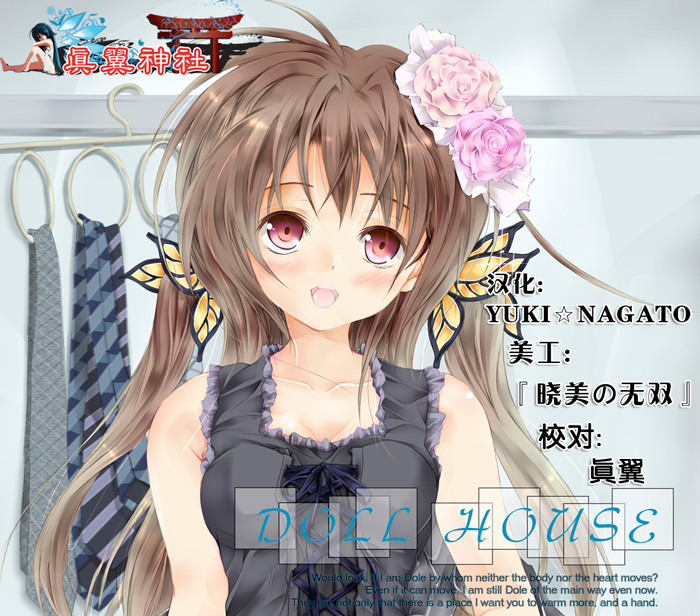 眞翼神社
汉化:
YUKI☆NAGATO
美工:
『 晓美の无双 』
校对:
眞翼
DOLL HOUSE
Would look, if I am Dole by whom neither the body nor the heart moves?
Even if it can move, I am still Dole of the main way even now.
They are not only that there is a place I want you to warm more, and a hand.